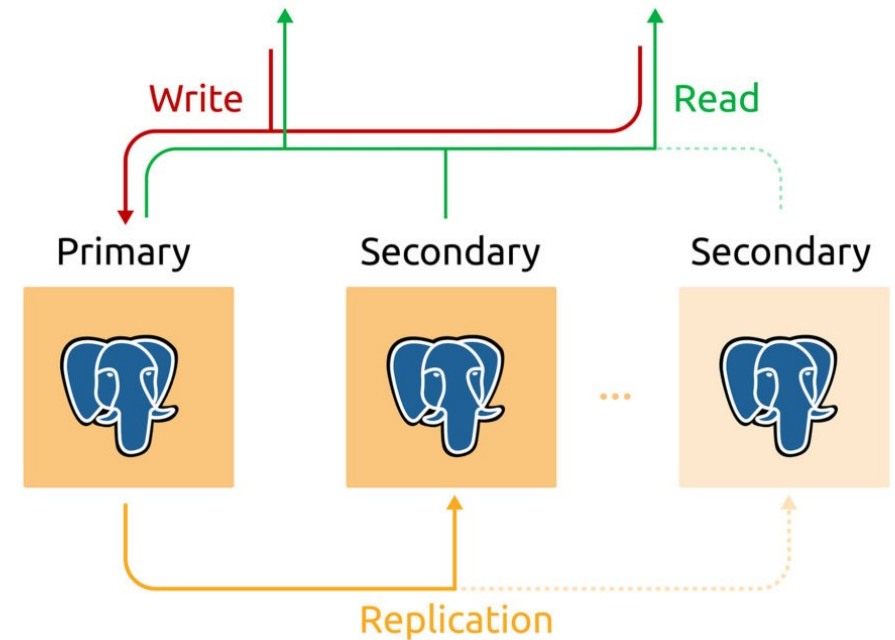 Write
Read
Primary
Secondary
Secondary
...
Replication